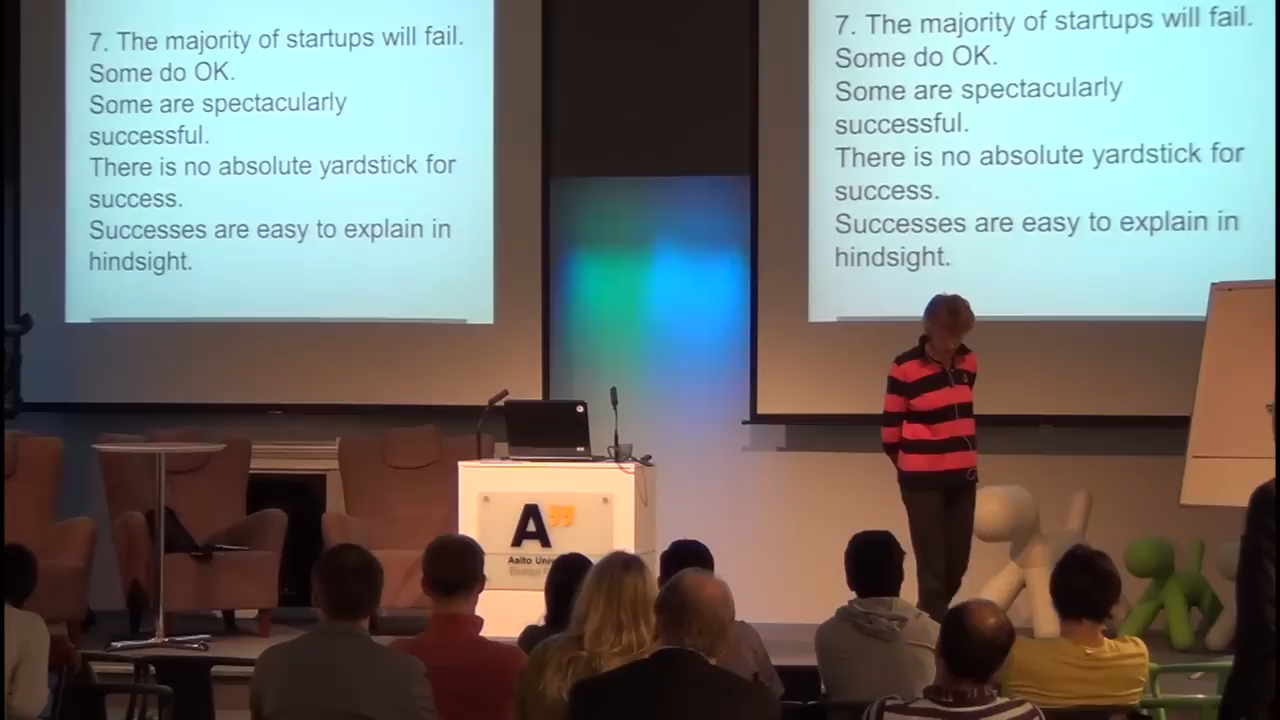 7. The majority of startups will fail.
Some do OK.
Some are spectacularly
successful.
There is no absolute yardstick for
success.
Successes are easy to explain in
hindsight.
7. The majority of startups will fail.
Some do OK.
Some are spectacularly
successful.
There is no absolute yardstick for
success.
Successes are easy to explain in
hindsight.
A”
Aalto Univ